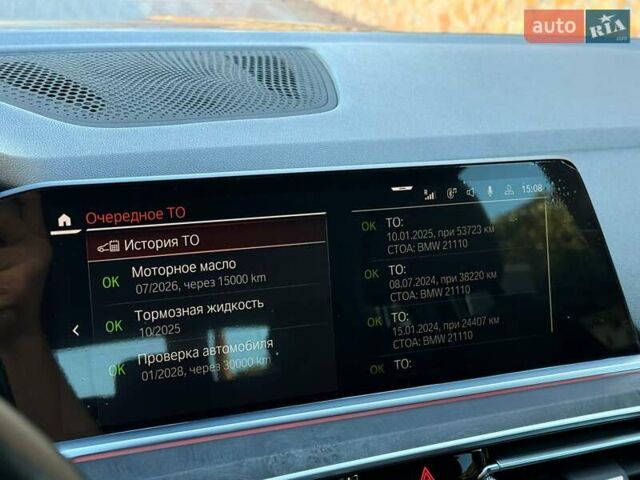 auto RIA .com
15:08
Очередное ТО
История ТО
OK Моторное масло
07/2026, через 15000 km
OK Тормозная жидкость
10/2025
OK Проверка автомобиля
01/2028, через 30000 km
OK ТО:
10.01.2025, при 53723 км
СТОА: BMW 21110
OK ТО:
08.07.2024, при 38220 км
СТОА: BMW 21110
OK ТО:
15.01.2024, при 24407 км
СТОА: BMW 21110
OK ТО: